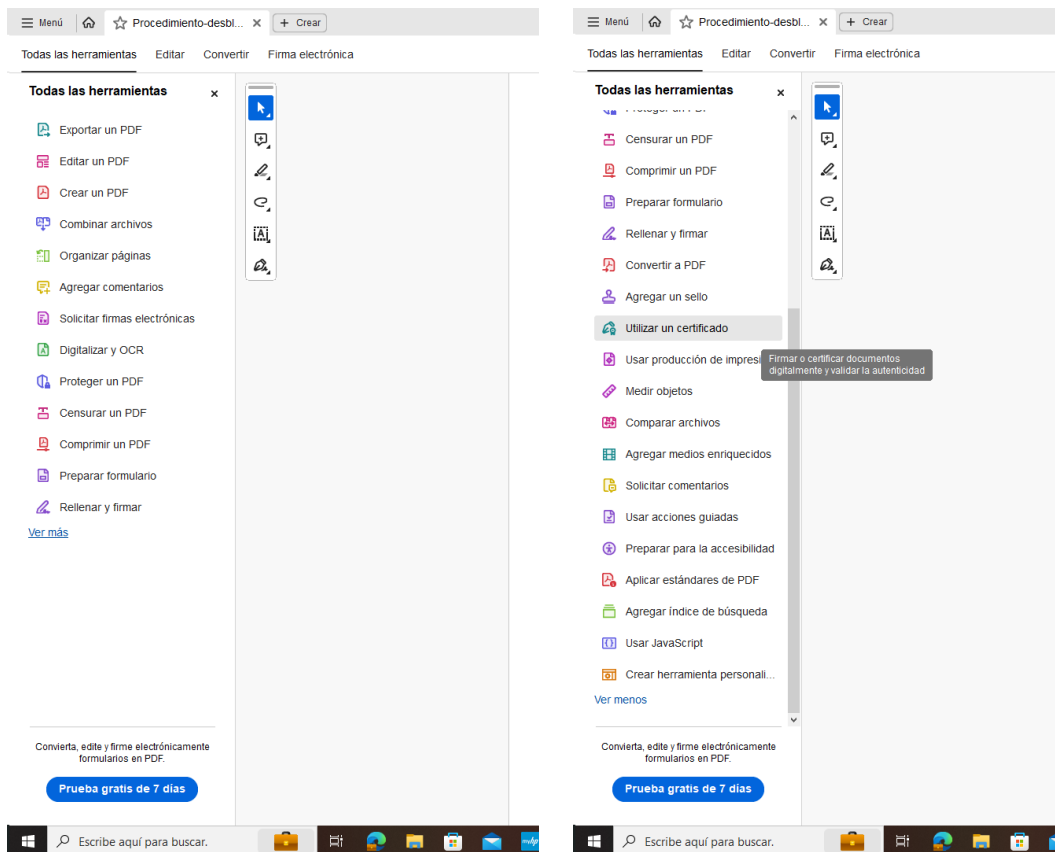 Menú
Procedimiento-desbl...
+ Crear
Todas las herramientas Editar Convertir Firma electrónica
Todas las herramientas
Exportar un PDF
Editar un PDF
Crear un PDF
Combinar archivos
Organizar páginas
Agregar comentarios
Solicitar firmas electrónicas
Digitalizar y OCR
Proteger un PDF
Censurar un PDF
Comprimir un PDF
Preparar formulario
Rellenar y firmar
Ver más
Convierta, edite y firme electrónicamente
formularios en PDF.
Prueba gratis de 7 días
Escribe aquí para buscar.
Menú
Procedimiento-desbl...
+ Crear
Todas las herramientas Editar Convertir Firma electrónica
Todas las herramientas
Censurar un PDF
Comprimir un PDF
Preparar formulario
Rellenar y firmar
Convertir a PDF
Agregar un sello
Utilizar un certificado
Usar producción de impresi
Firmar o certificar documentos
digitalmente y validar la autenticidad
Medir objetos
Comparar archivos
Agregar medios enriquecidos
Solicitar comentarios
Usar acciones guiadas
Preparar para la accesibilidad
Aplicar estándares de PDF
Agregar índice de búsqueda
Usar JavaScript
Crear herramienta personali...
Ver menos
Convierta, edite y firme electrónicamente
formularios en PDF.
Prueba gratis de 7 días
Escribe aquí para buscar.